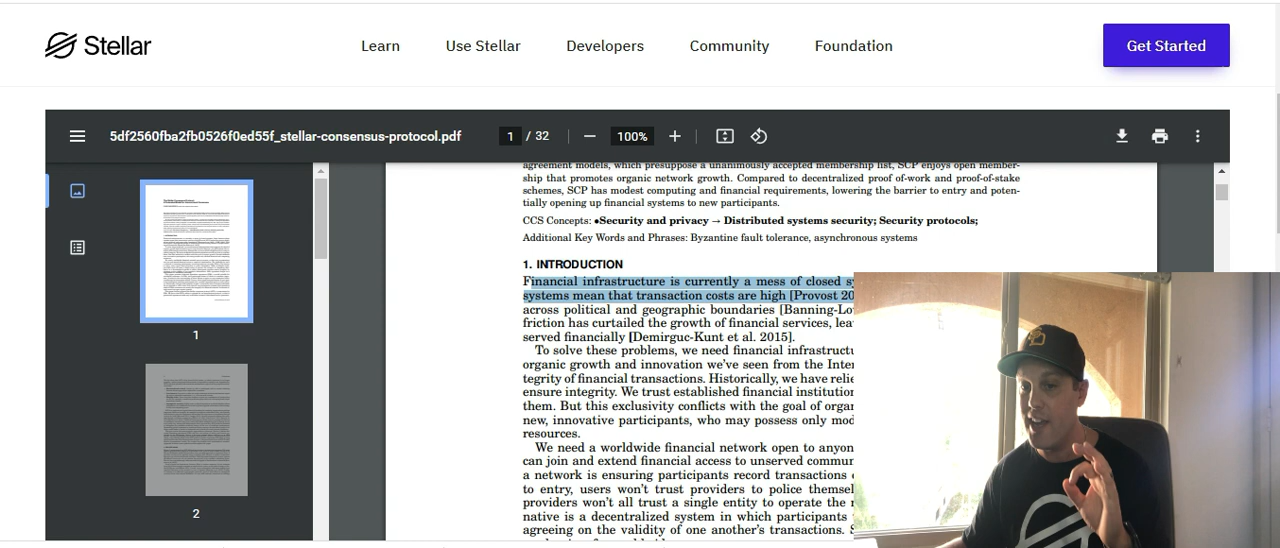 Stellar
Learn
Use Stellar
Developers
Community
Foundation
Get Started
5df2560fba2fb0526f0ed55f_stellar-consensus-protocol.pdf
1 / 32
100%
1
2
agreement models, which presuppose a unanimously accepted membership list, SCP enjoys open member-
ship that promotes organic network growth. Compared to decentralized proof of-work and proof-of-stake
schemes, SCP has modest computing and financial requirements, lowering the barrier to entry and poten-
tially opening up financial systems to new participants.
CCS Concepts: •Security and privacy → Distributed systems security; Security protocols;
Additional Key Words and Phrases: Byzantine fault tolerance, asynchronous systems
1. INTRODUCTION
Financial infrastructure is currently a mess of closed sy
systems mean that transaction costs are high [Provost 20
across political and geographic boundaries [Banning-Lo
friction has curtailed the growth of financial services, lea
served financially [Demirguc-Kunt et al. 2015].
To solve these problems, we need financial infrastructu
organic growth and innovation we've seen from the Inter
tegrity of financial transactions. Historically, we have relie
ensure integrity. We trust established financial institution
them. But this exclusivity conflicts with the goal of organ
new, innovative participants, who may possess only mod
resources.
We need a worldwide financial network open to anyon
can join and extend financial access to unserved commun
a network is ensuring participants record transactions
to entry, users won't trust providers to police themsel
providers won't all trust a single entity to operate the
native is a decentralized system in which participants
agreeing on the validity of one another's transactions.